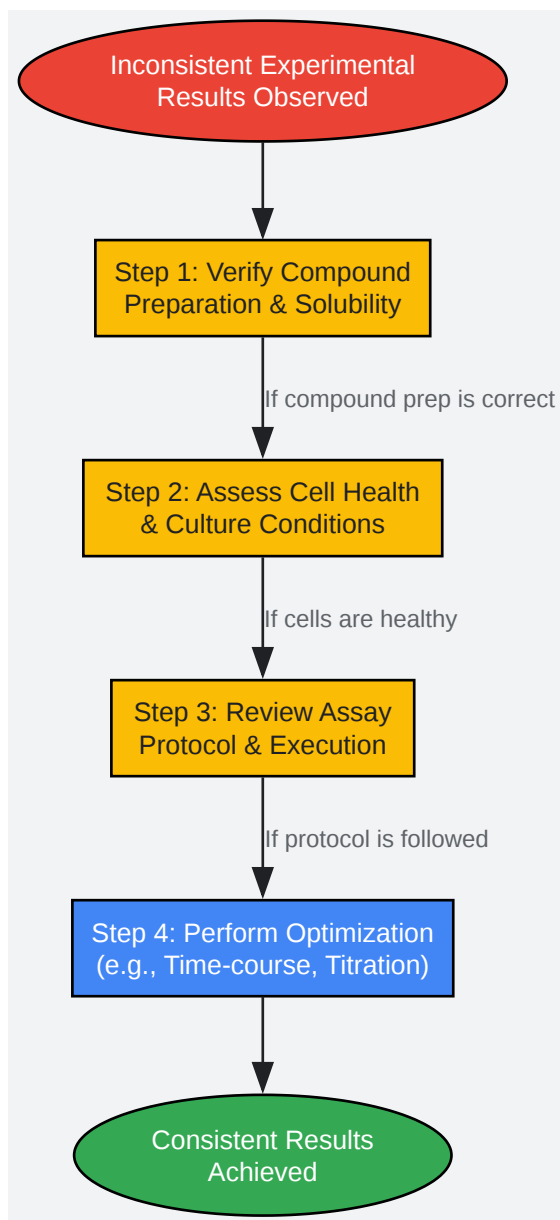 Inconsistent Experimental
Results Observed
Step 1: Verify Compound
Preparation & Solubility
If compound prep is correct
Step 2: Assess Cell Health
& Culture Conditions
If cells are healthy
Step 3: Review Assay
Protocol & Execution
If protocol is followed
Step 4: Perform Optimization
(e.g., Time-course, Titration)
Consistent Results
Achieved